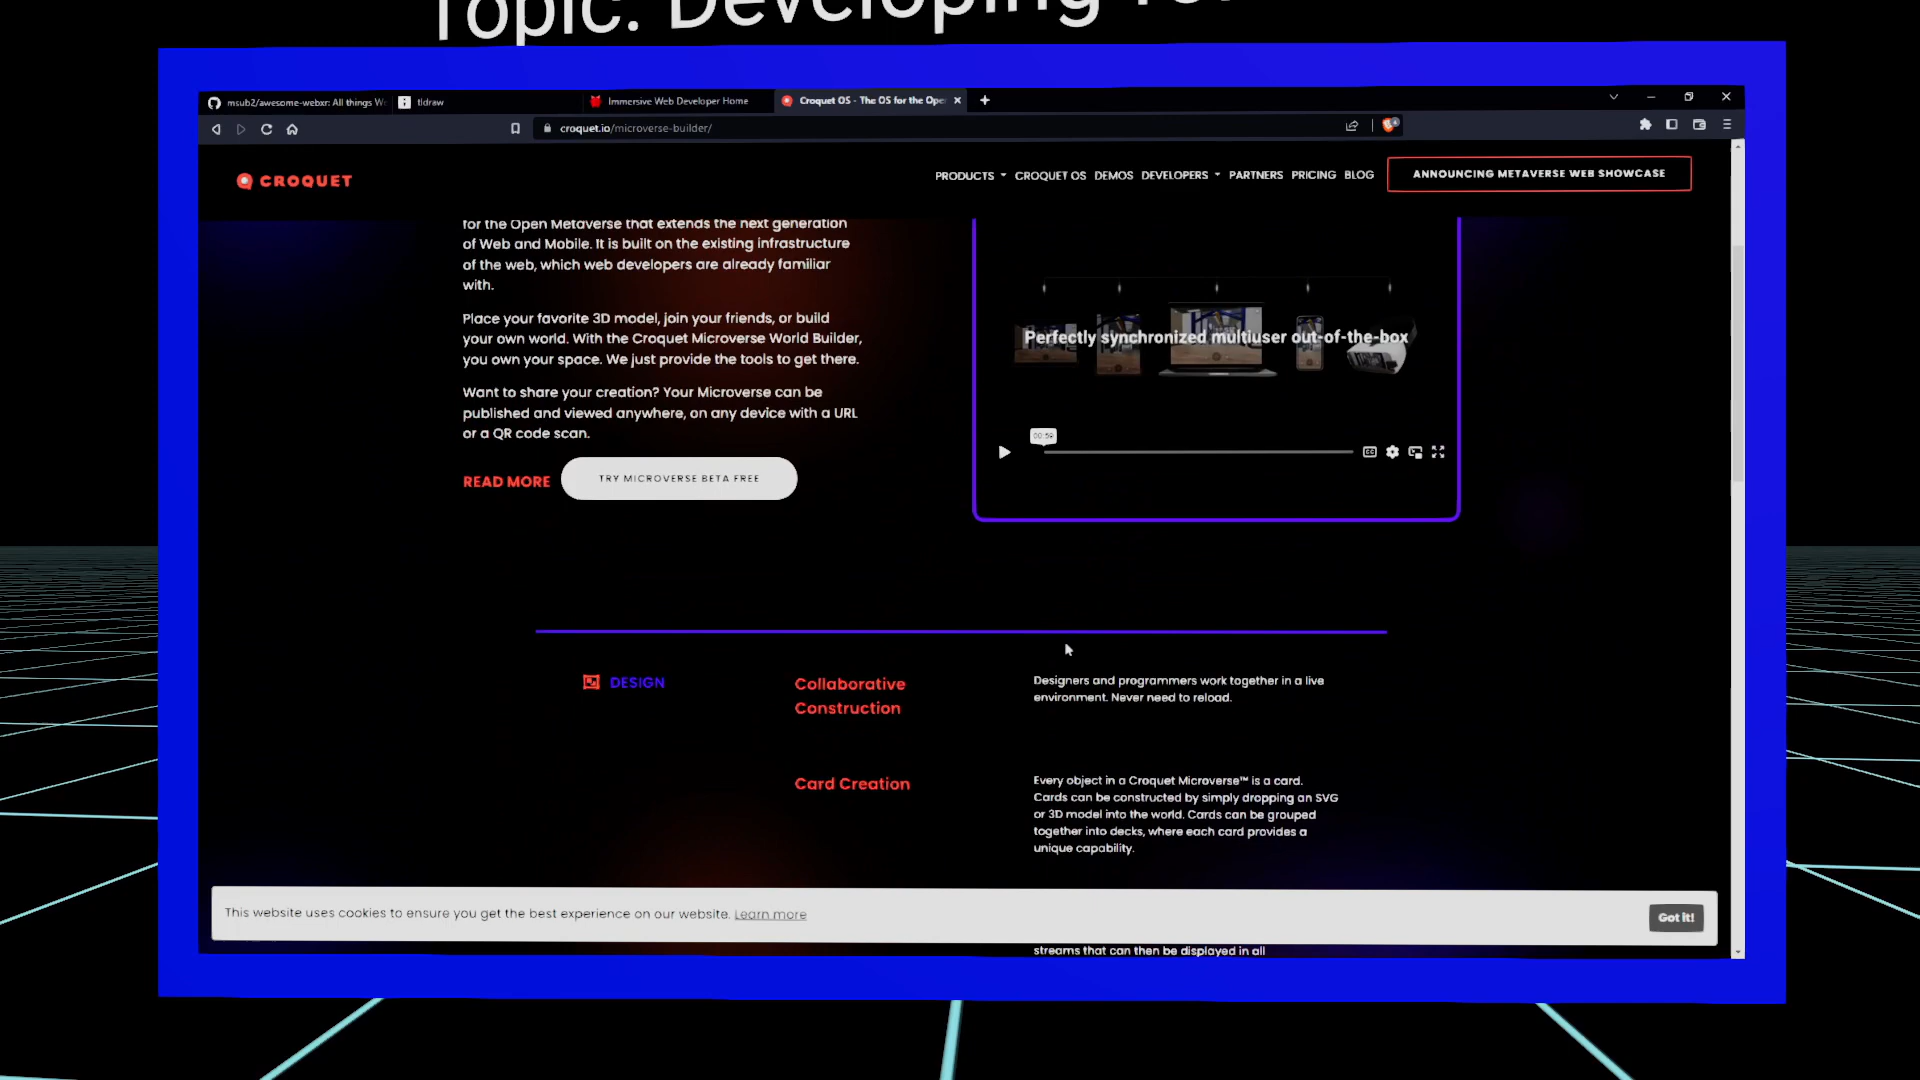 Topic: Developing
msub2/awesome-webxr: All things We
tldraw
Immersive Web Developer Home
Croquet OS - The OS for the Ope
croquet.io/microverse-builder/
CROQUET
PRODUCTS CROQUET OS DEMOS DEVELOPERS PARTNERS PRICING BLOG
ANNOUNCING METAVERSE WEB SHOWCASE
for the Open Metaverse that extends the next generation
of Web and Mobile. It is built on the existing infrastructure
of the web, which web developers are already familiar
with.
Place your favorite 3D model, join your friends, or build
your own world. With the Croquet Microverse World Builder,
you own your space. We just provide the tools to get there.
Want to share your creation? Your Microverse can be
published and viewed anywhere, on any device with a URL
or a QR code scan.
READ MORE
TRY MICROVERSE BETA FREE
Perfectly synchronized multiuser out-of-the-box
00:59
CC
DESIGN
Collaborative
Construction
Designers and programmers work together in a live
environment. Never need to reload.
Card Creation
Every object in a Croquet Microverse™ is a card.
Cards can be constructed by simply dropping an SVG
or 3D model into the world. Cards can be grouped
together into decks, where each card provides a
unique capability.
This website uses cookies to ensure you get the best experience on our website. Learn more
Got it!
streams that can then be displayed in all